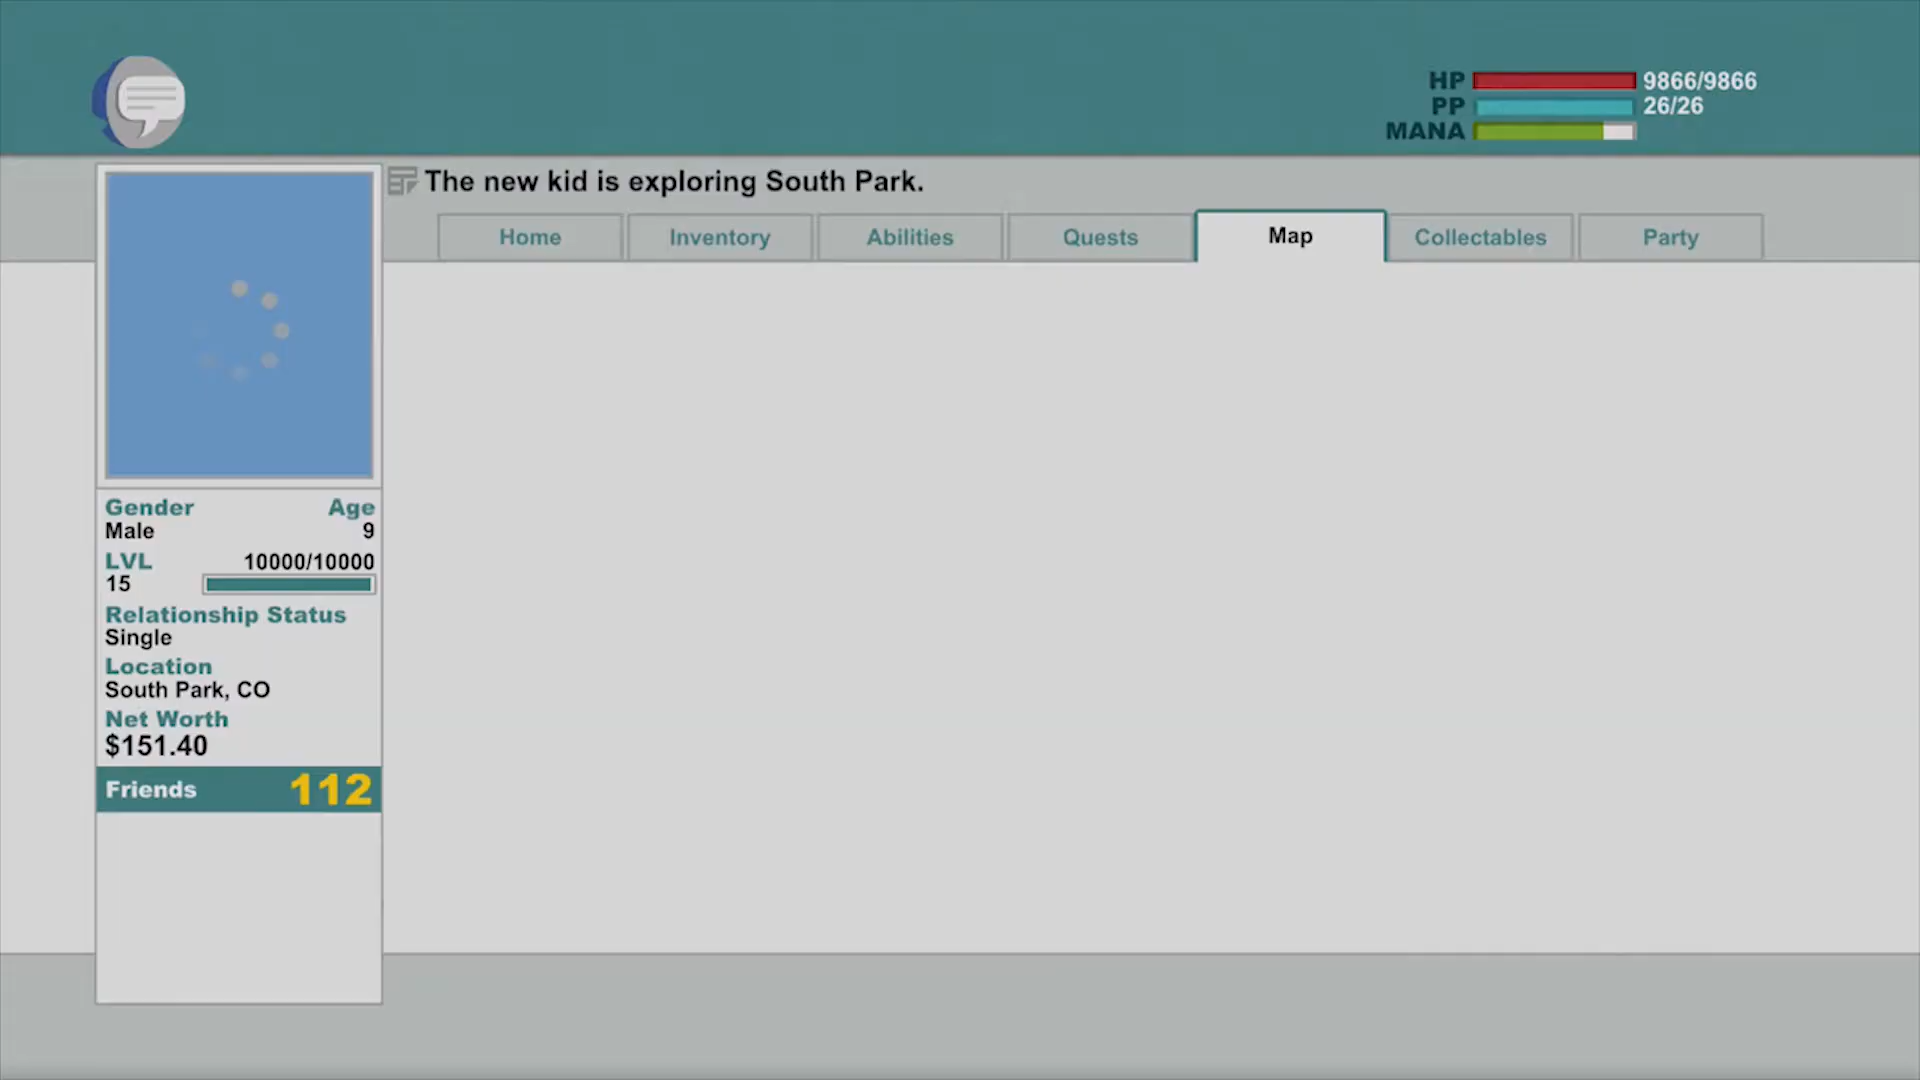 HP 9866/9866
PP 26/26
MANA
The new kid is exploring South Park.
Home Inventory Abilities Quests Map Collectables Party
Gender Age
Male 9
LVL 10000/10000
15
Relationship Status
Single
Location
South Park, CO
Net Worth
$151.40
Friends 112